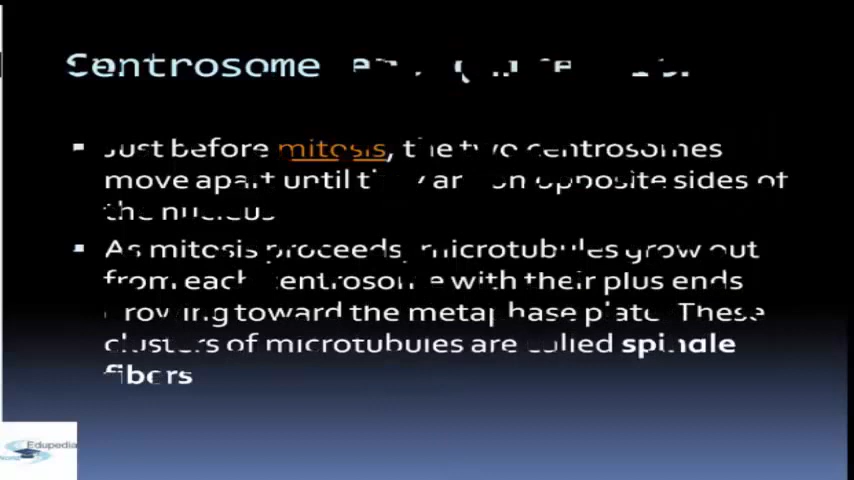 Centrosome
Just before mitosis, the two centrosomes
move apart until they are on opposite sides of
the nucleus
As mitosis proceeds, microtubules grow out
from each centrosome with their plus ends
growing toward the metaphase plate. These
clusters of microtubules are called spindle
fibers
Edupedia
World